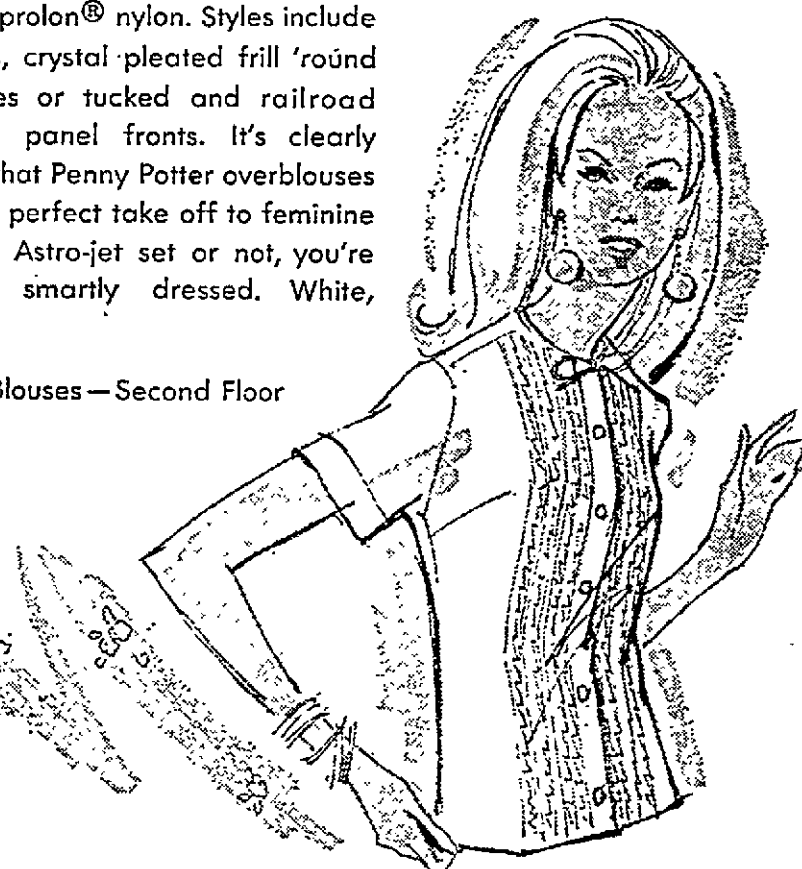 prolon® nylon. Styles include
, crystal pleated frill 'round
es or tucked and railroad
panel fronts. It's clearly
hat Penny Potter overblouses
perfect take off to feminine
Astro-jet set or not, you're
smartly dressed. White,
Blouses—Second Floor